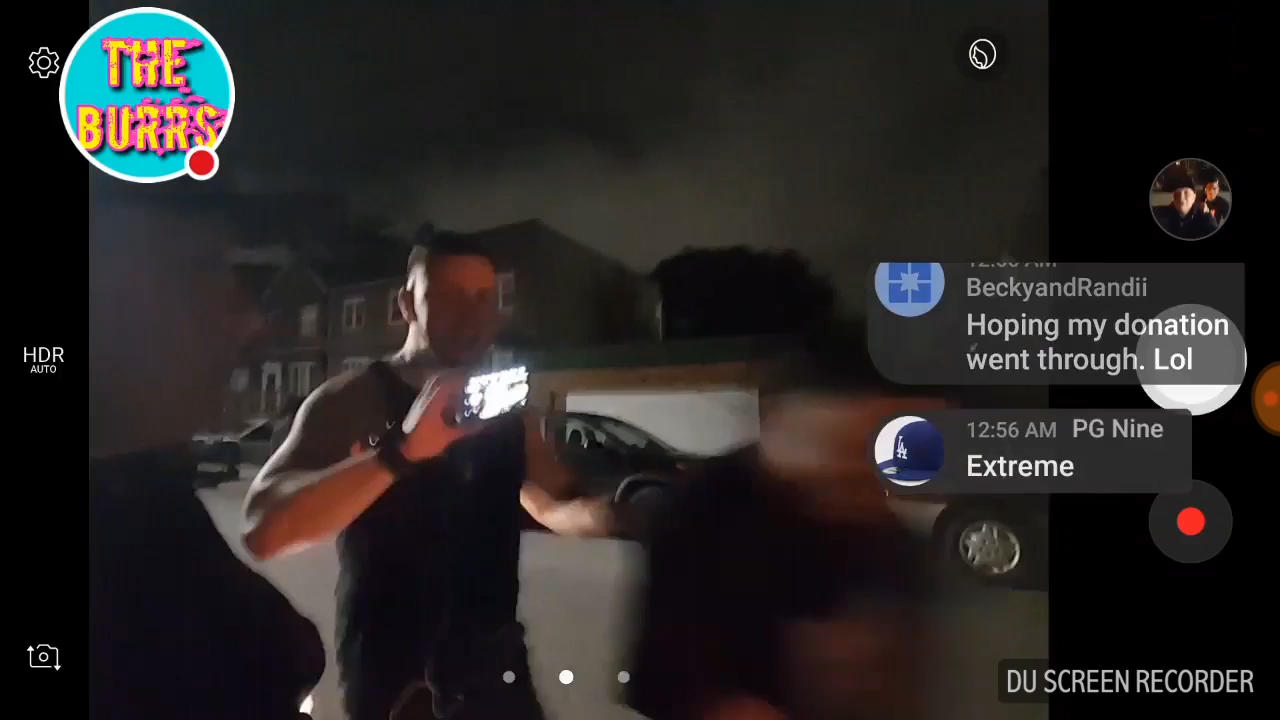 THE
BURRS
HDR
AUTO
BeckyandRandii
Hoping my donation
went through. Lol
12:56 AM PG Nine
Extreme
DU SCREEN RECORDER